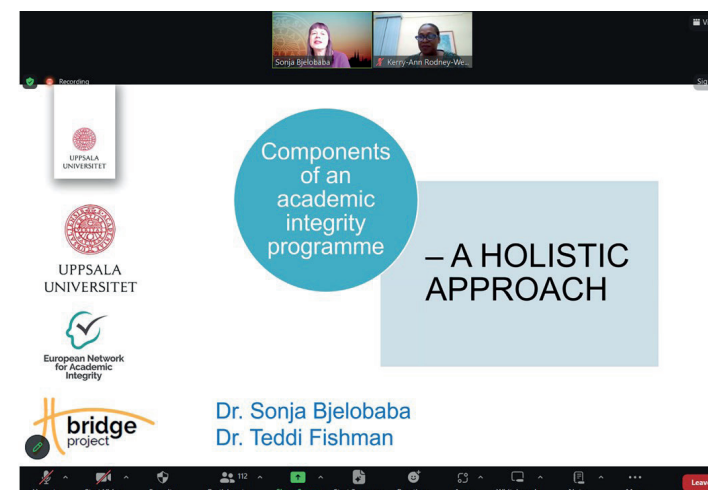 Sonja Bjelobaba
Kerry-Ann Rodney-We...
Recording
UPPSALA
UNIVERSITET
UPPSALA
UNIVERSITET
European Network
for Academic
Integrity
bridge
project
Components
of an
academic
integrity
programme
– A HOLISTIC
APPROACH
Dr. Sonja Bjelobaba
Dr. Teddi Fishman
112
Leave